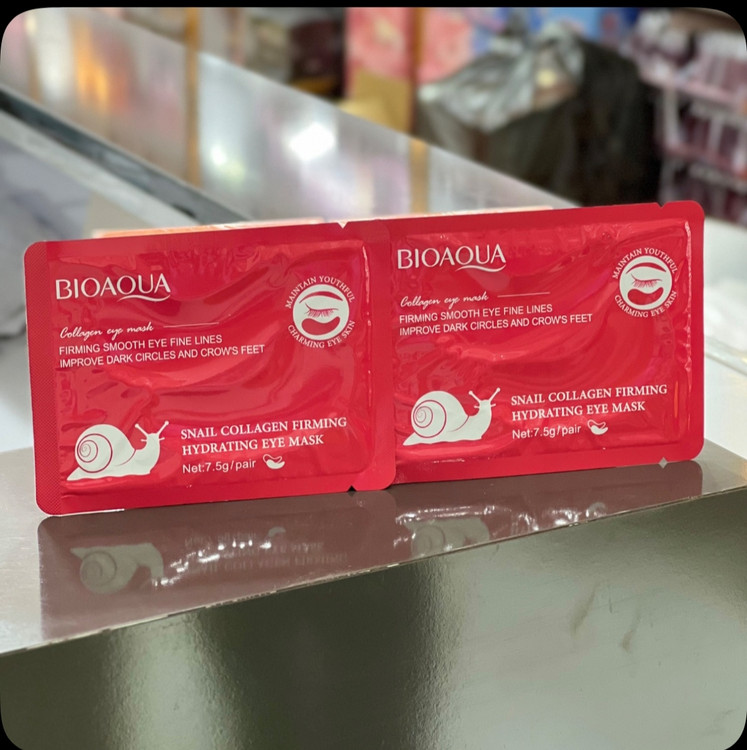 BIOAQUA
Collagen eye mask
FIRMING SMOOTH EYE FINE LINES
IMPROVE DARK CIRCLES AND CROW'S FEET
MAINTAIN YOUTHFUL
CHARMING EYE SKIN
SNAIL COLLAGEN FIRMING
HYDRATING EYE MASK
Net:7.5g/pair
BIOAQUA
Collagen eye mask
FIRMING SMOOTH EYE FINE LINES
IMPROVE DARK CIRCLES AND CROW'S FEET
MAINTAIN YOUTHFUL
CHARMING EYE SKIN
SNAIL COLLAGEN FIRMING
HYDRATING EYE MASK
Net:7.5g/pair